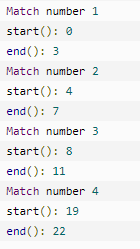 Match number 1
start(): 0
end(): 3
Match number 2
start(): 4
end(): 7
Match number 3
start(): 8
end(): 11
Match number 4
start(): 19
end(): 22